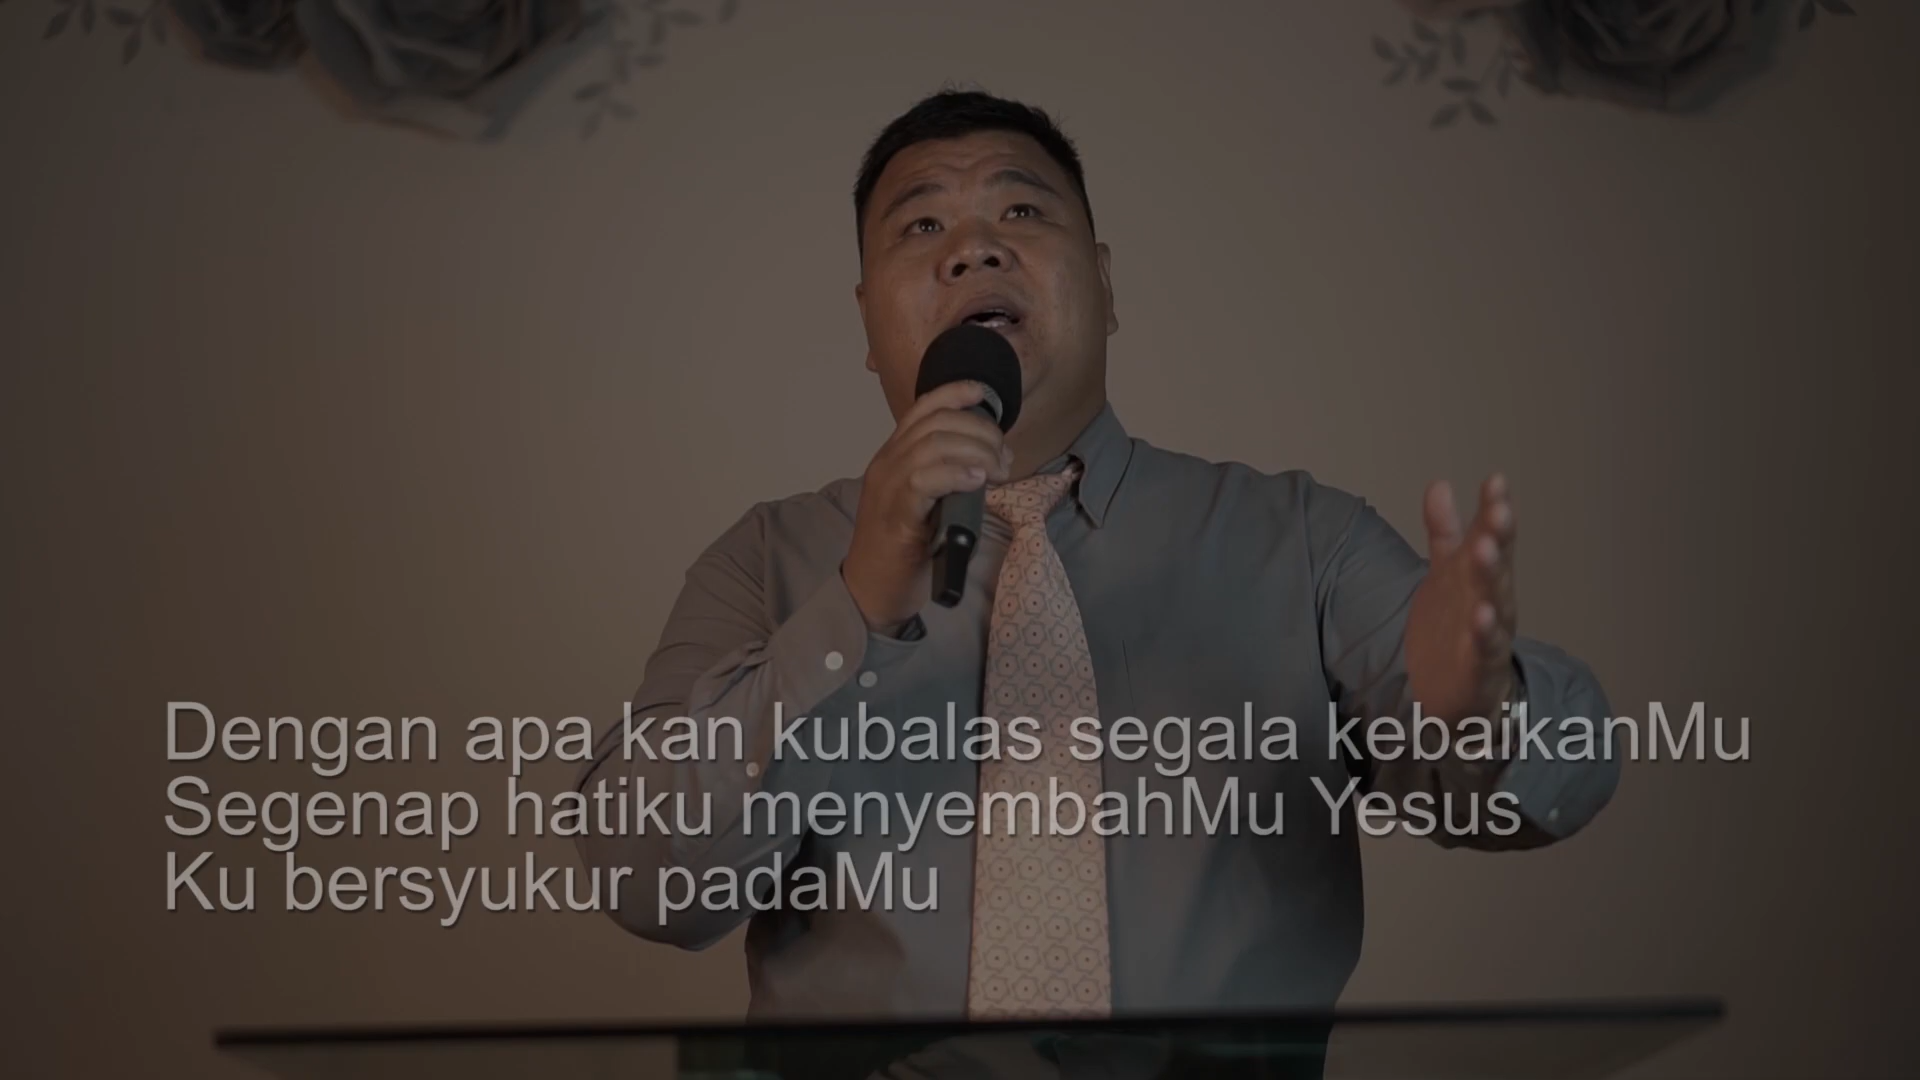 Dengan apa kan kubalas segala kebaikanMu
Segenap hatiku menyembahMu Yesus
Ku bersyukur padaMu